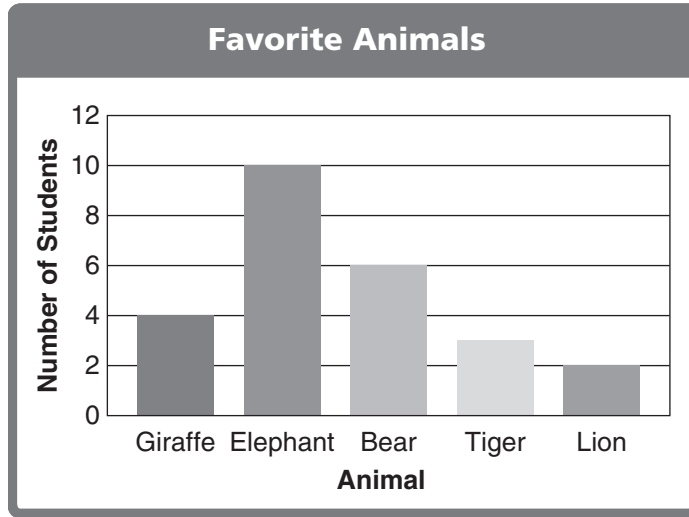 Favorite Animals
Number of Students
12
10
8
6
4
2
0
Giraffe Elephant Bear Tiger Lion
Animal